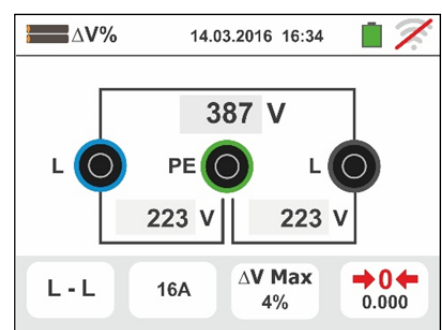 ΔV% 14.03.2016 16:34
387 V
L PE L
223 V 223 V
L - L 16A ΔV Max 4% →0← 0.000